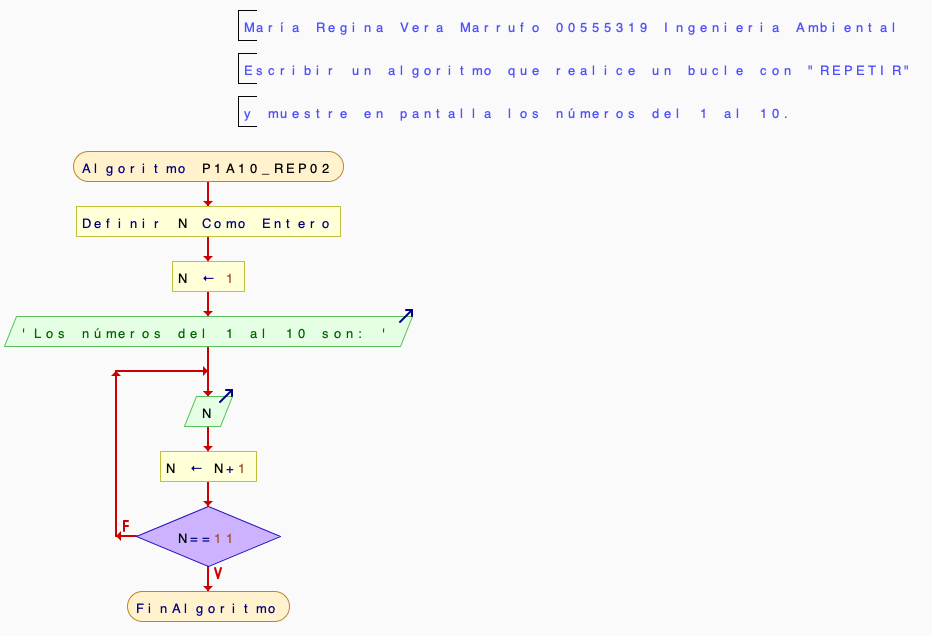 María Regina Vera Marrufo 00555319 Ingenieria Ambiental
Escribir un algoritmo que realice un bucle con "REPETIR"
y muestre en pantalla los números del 1 al 10.
Algoritmo P1A10_REP02
Definir N Como Entero
N ← 1
'Los números del 1 al 10 son: '
N
N ← N+1
F
N==11
V
FinAlgoritmo